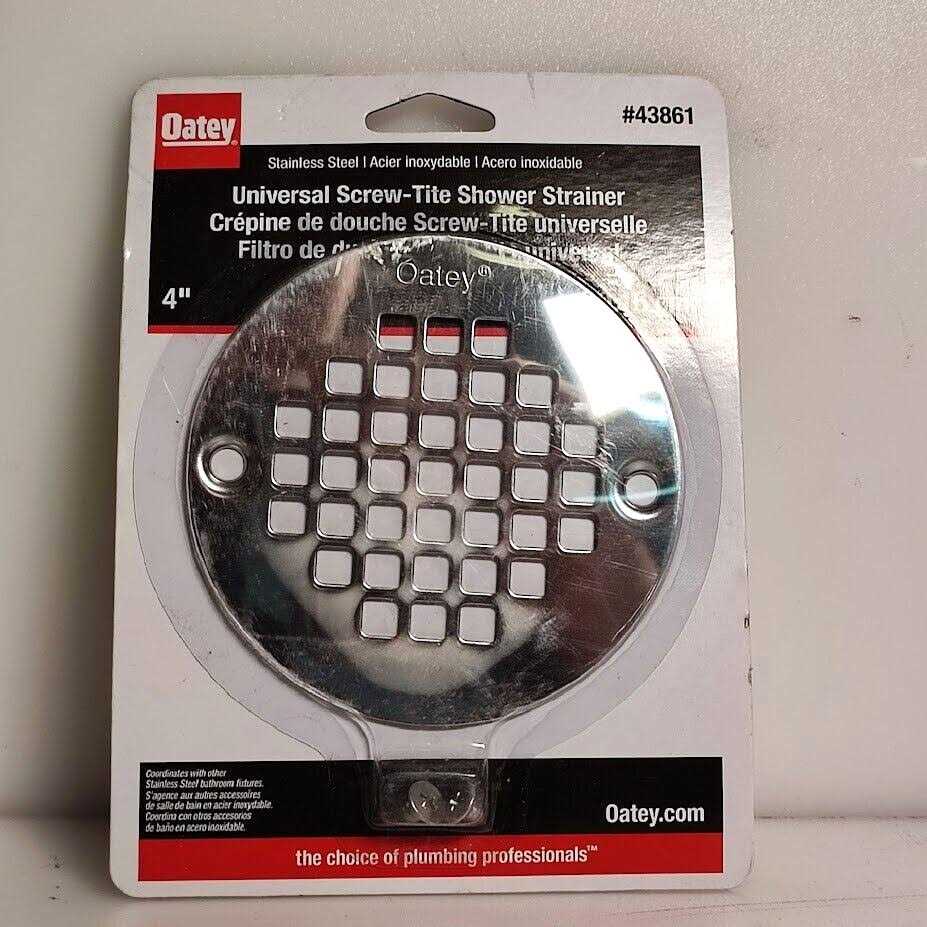 Oatey
#43861
Stainless Steel | Acier inoxydable | Acero inoxidable
Universal Screw-Tite Shower Strainer
Crépine de douche Screw-Tite universelle
Filtro de
Oatey®
4"
Coordinates with other
Stainless Steel bathroom fixtures.
S'agence aux autres accessoires
de salle de bain en acier inoxydable.
Coordina con otros accesorios
de baño en acero inoxidable.
Oatey.com
the choice of plumbing professionals™